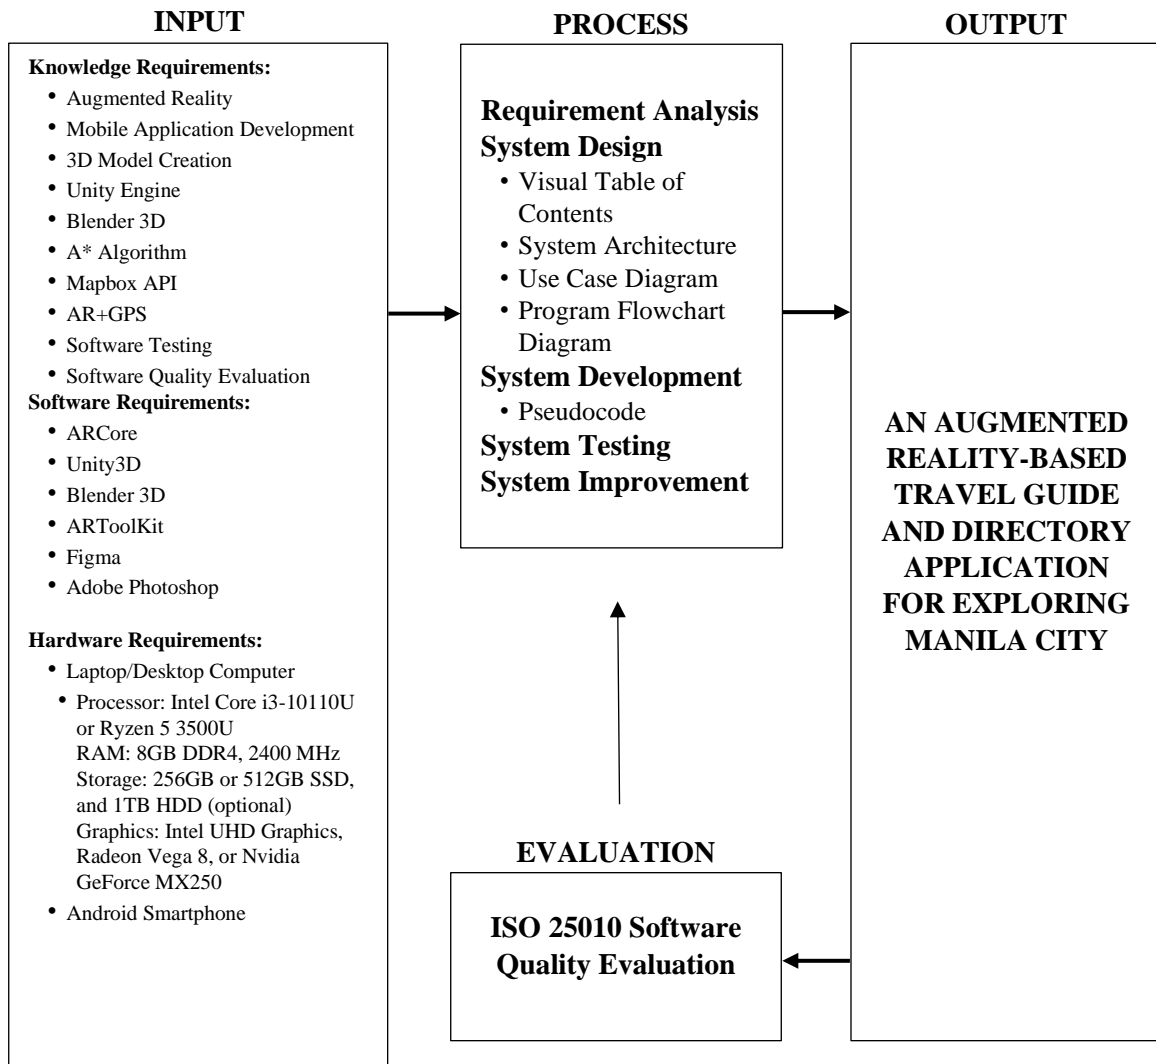 INPUT
Knowledge Requirements:
• Augmented Reality
• Mobile Application Development
• 3D Model Creation
• Unity Engine
• Blender 3D
• A* Algorithm
• Mapbox API
• AR+GPS
• Software Testing
• Software Quality Evaluation
Software Requirements:
• ARCore
• Unity3D
• Blender 3D
• ARToolKit
• Figma
• Adobe Photoshop
Hardware Requirements:
• Laptop/Desktop Computer
• Processor: Intel Core i3-10110U
or Ryzen 5 3500U
RAM: 8GB DDR4, 2400 MHz
Storage: 256GB or 512GB SSD,
and 1TB HDD (optional)
Graphics: Intel UHD Graphics,
Radeon Vega 8, or Nvidia
GeForce MX250
• Android Smartphone
PROCESS
Requirement Analysis
System Design
• Visual Table of
Contents
• System Architecture
• Use Case Diagram
• Program Flowchart
Diagram
System Development
• Pseudocode
System Testing
System Improvement
OUTPUT
AN AUGMENTED
REALITY-BASED
TRAVEL GUIDE
AND DIRECTORY
APPLICATION
FOR EXPLORING
MANILA CITY
EVALUATION
ISO 25010 Software
Quality Evaluation